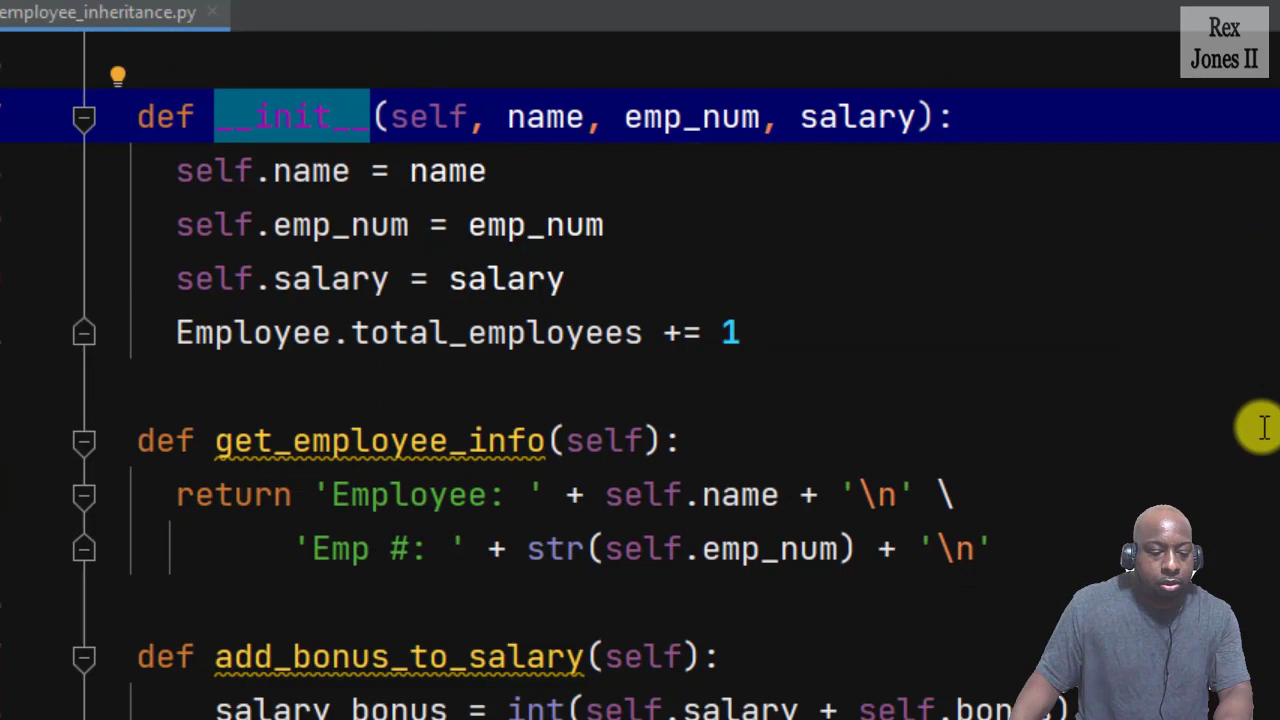 employee_inheritance.py
Rex
Jones II
def __init__(self, name, emp_num, salary):
self.name = name
self.emp_num = emp_num
self.salary = salary
Employee.total_employees += 1
def get_employee_info(self):
return 'Employee: ' + self.name + '\n' \
'Emp #: ' + str(self.emp_num) + '\n'
def add_bonus_to_salary(self):
salary_bonus = int(self.salary + self.bonus)